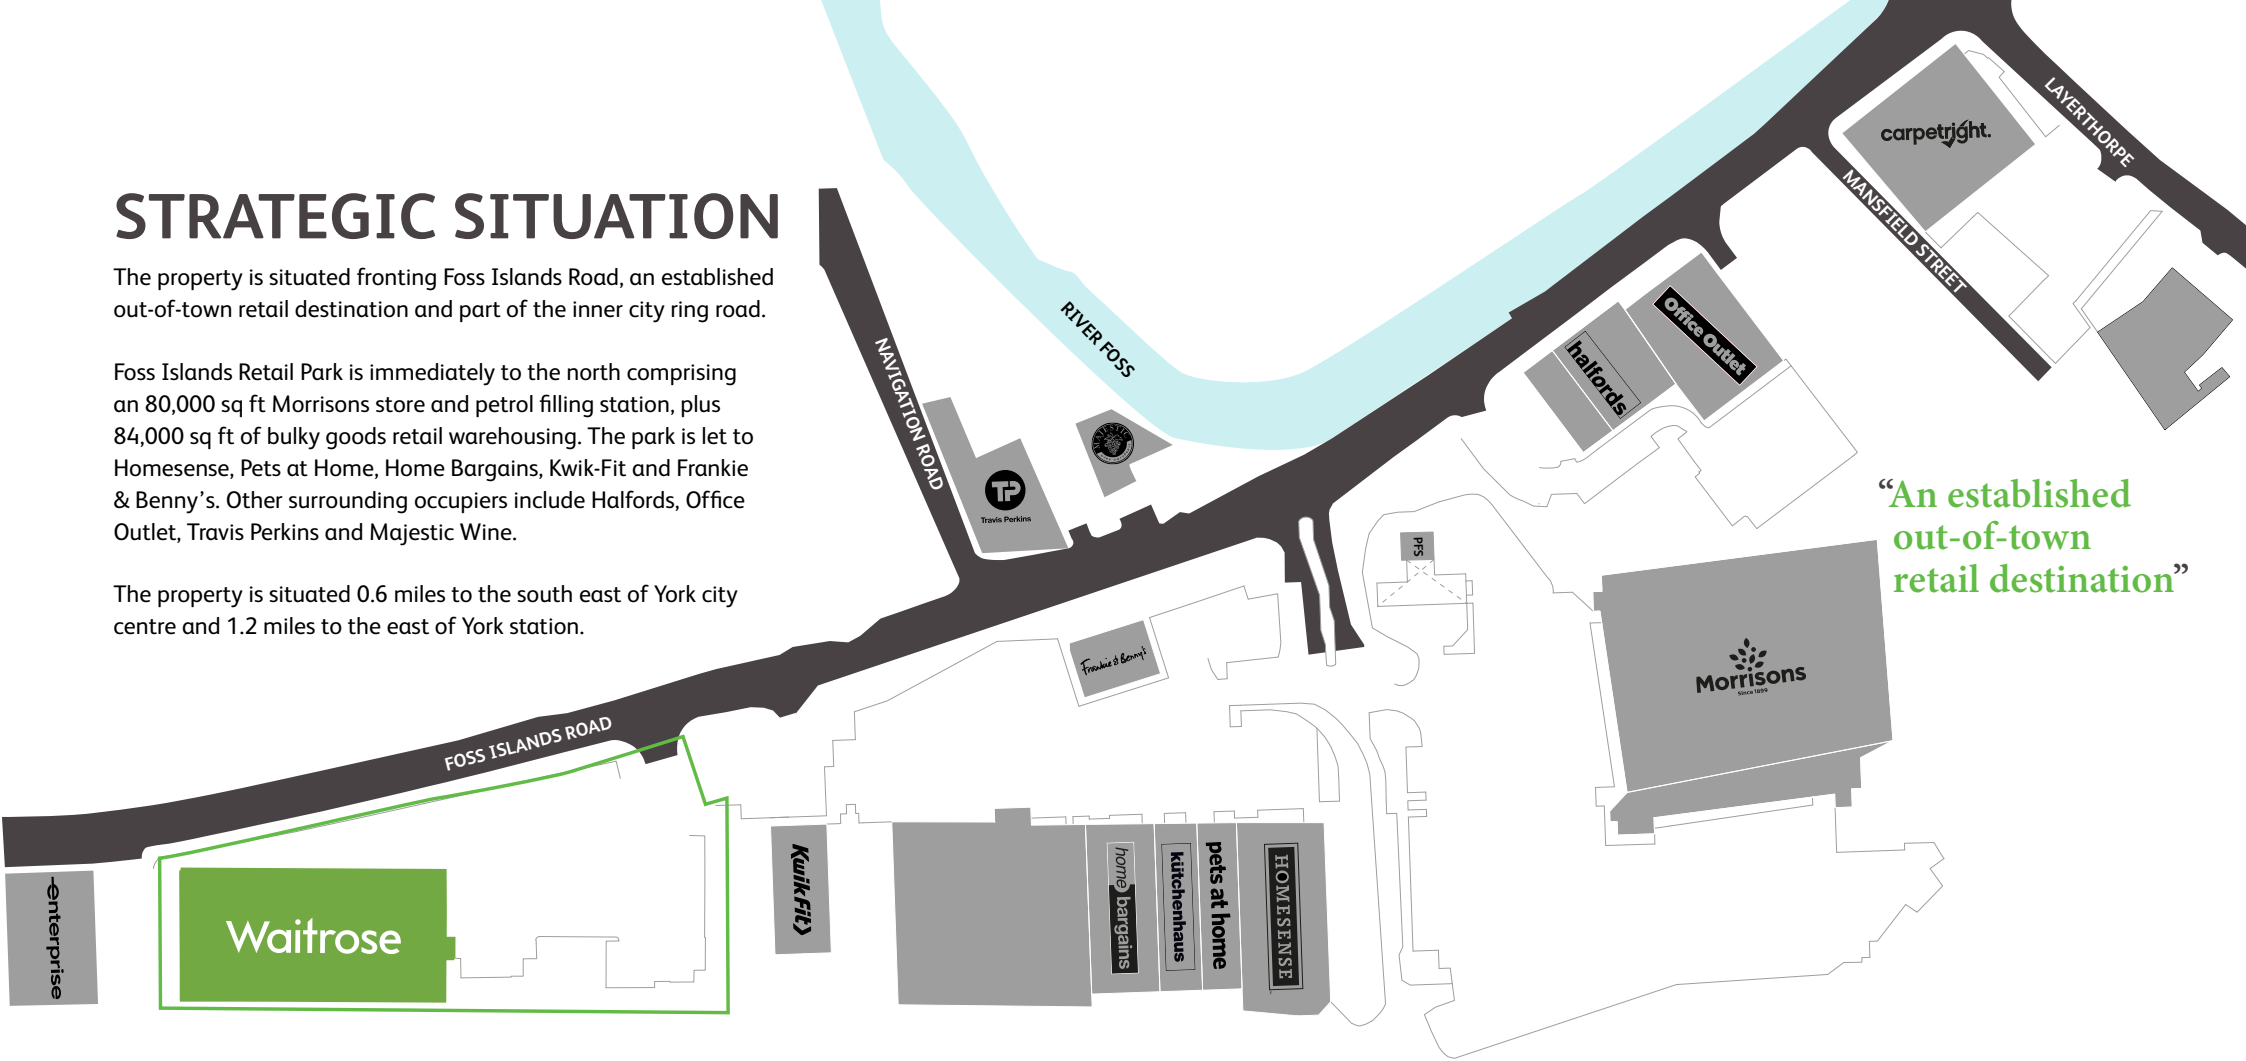 STRATEGIC SITUATION
The property is situated fronting Foss Islands Road, an established
out-of-town retail destination and part of the inner city ring road.
Foss Islands Retail Park is immediately to the north comprising
an 80,000 sq ft Morrisons store and petrol filling station, plus
84,000 sq ft of bulky goods retail warehousing. The park is let to
Homesense, Pets at Home, Home Bargains, Kwik-Fit and Frankie
& Benny’s. Other surrounding occupiers include Halfords, Office
Outlet, Travis Perkins and Majestic Wine.
The property is situated 0.6 miles to the south east of York city
centre and 1.2 miles to the east of York station.
NAVIGATION ROAD
RIVER FOSS
LAYERTHORPE
MANSFIELD STREET
FOSS ISLANDS ROAD
carpetright.
Office Outlet
halfords
MAJESTIC
TP
Travis Perkins
PFS
“An established
out-of-town
retail destination”
Morrisons
Since 1899
Frankie & Benny's
enterprise
Waitrose
KwikFit
home bargains
kütchenhaus
pets at home
HOMESENSE